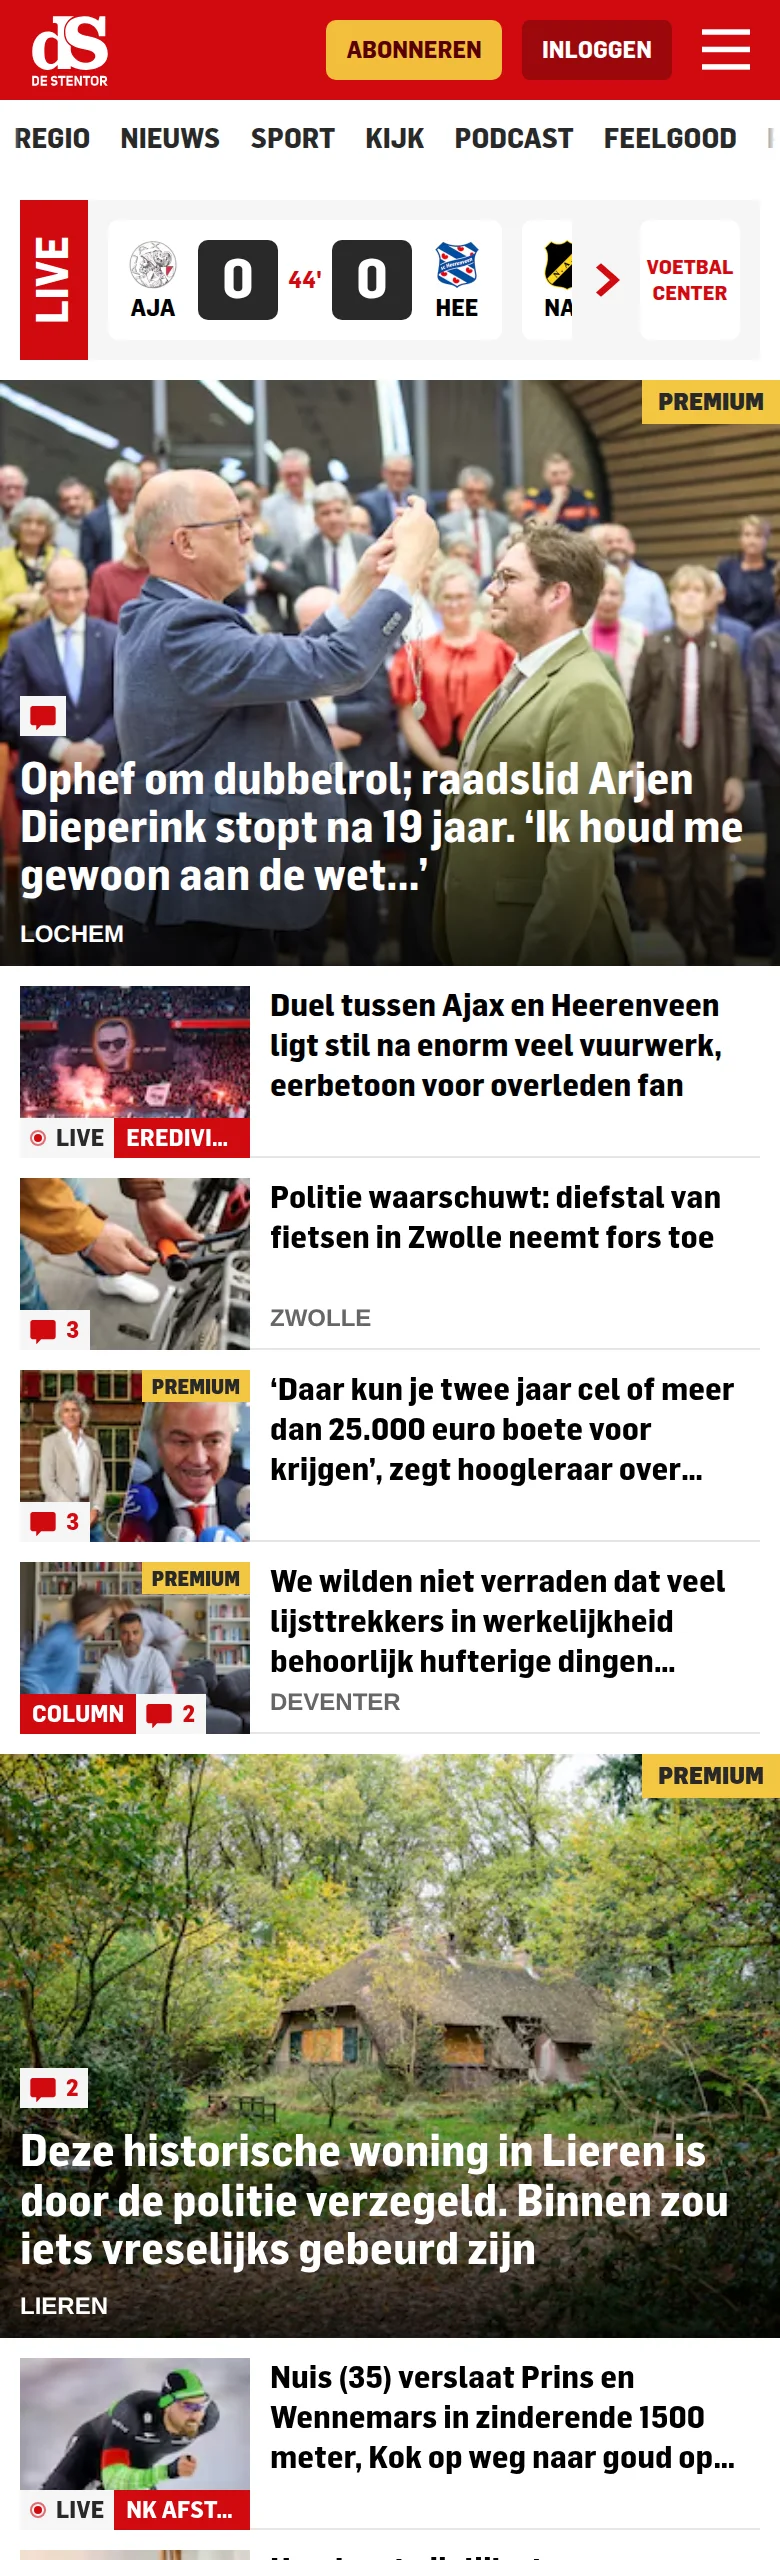 dS
DE STENTOR
ABONNEREN
INLOGGEN
REGIO NIEUWS SPORT KIJK PODCAST FEELGOOD
LIVE
AJA
0
44'
0
HEE
NA
VOETBAL
CENTER
PREMIUM
Ophef om dubbelrol; raadslid Arjen
Dieperink stopt na 19 jaar. ‘Ik houd me
gewoon aan de wet...’
LOCHEM
Duel tussen Ajax en Heerenveen
ligt stil na enorm veel vuurwerk,
eerbetoon voor overleden fan
LIVE
EREDIVI...
Politie waarschuwt: diefstal van
fietsen in Zwolle neemt fors toe
ZWOLLE
3
PREMIUM
‘Daar kun je twee jaar cel of meer
dan 25.000 euro boete voor
krijgen’, zegt hoogleraar over...
3
PREMIUM
We wilden niet verraden dat veel
lijsttrekkers in werkelijkheid
behoorlijk hufterige dingen...
DEVENTER
COLUMN
2
PREMIUM
2
Deze historische woning in Lieren is
door de politie verzegeld. Binnen zou
iets vreselijks gebeurd zijn
LIEREN
Nuis (35) verslaat Prins en
Wennemars in zinderende 1500
meter, Kok op weg naar goud op...
LIVE
NK AFST...